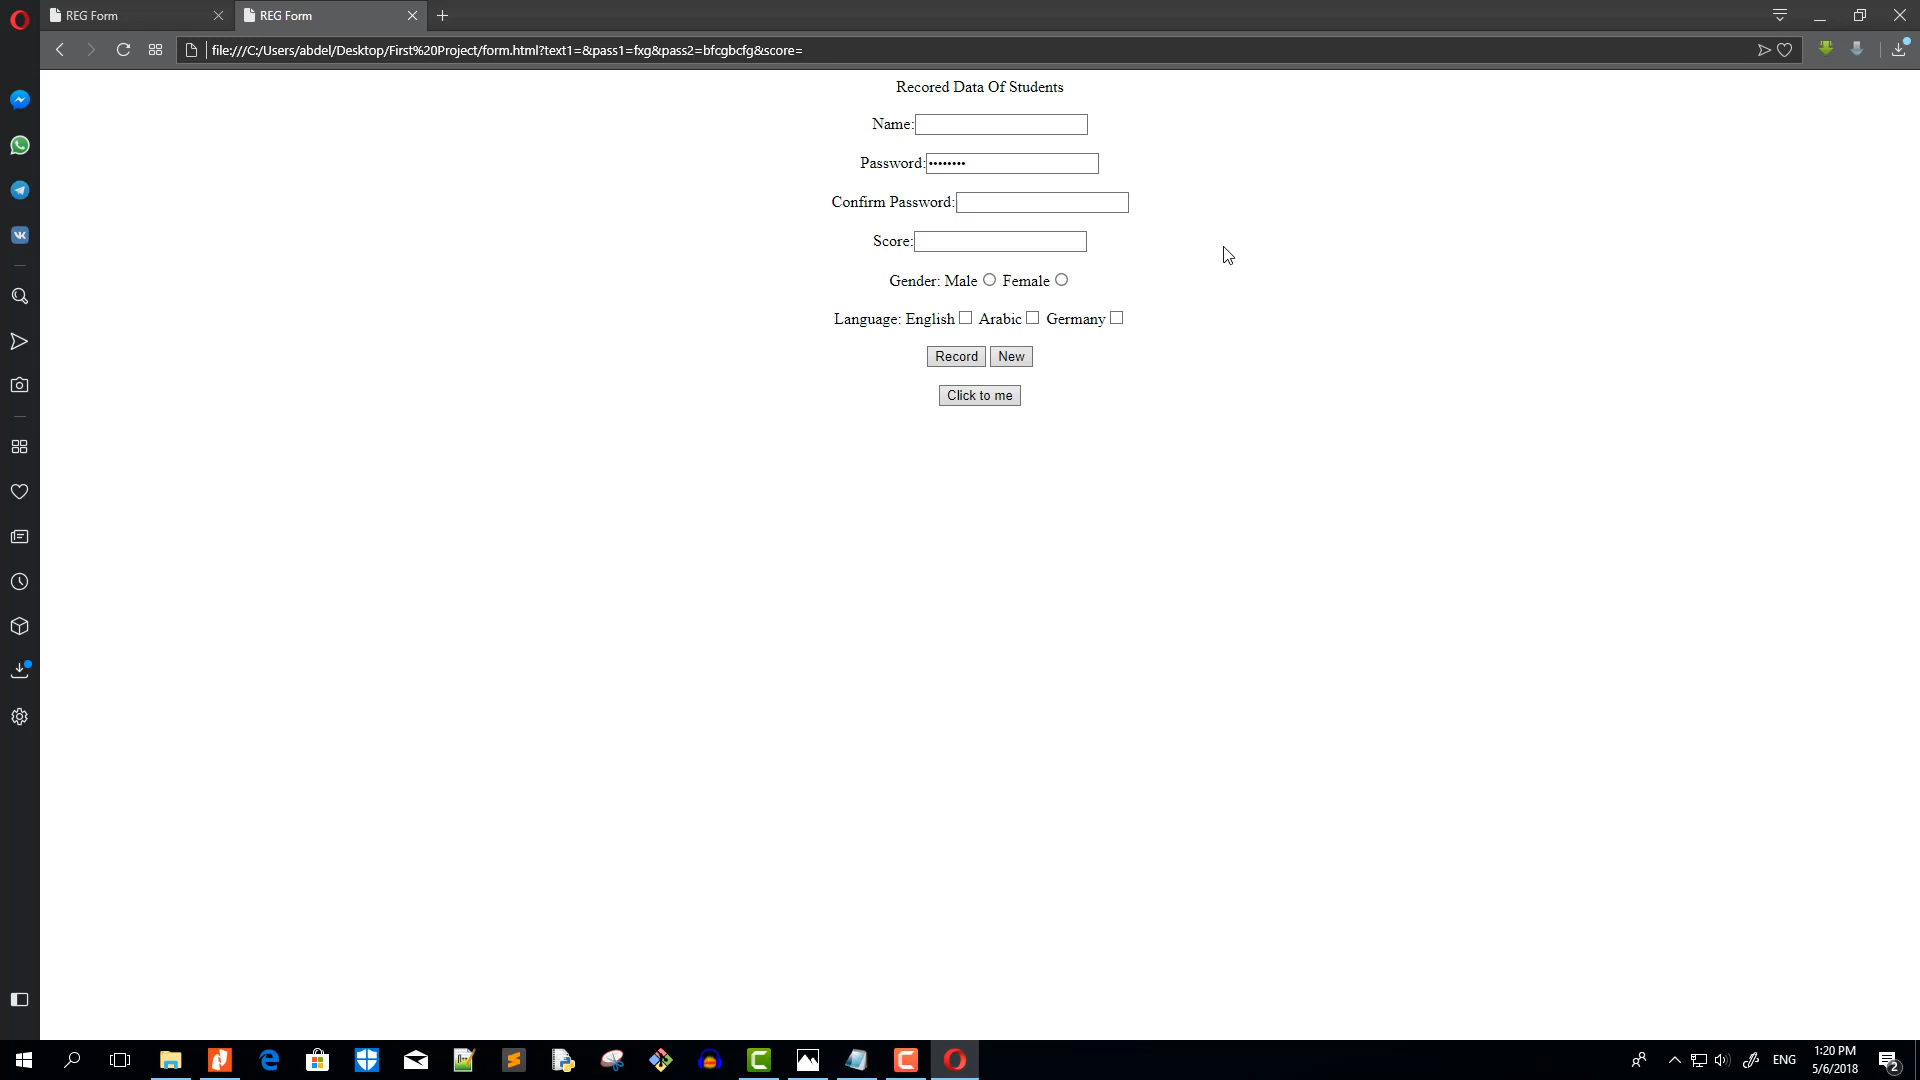 REG Form
REG Form
file:///C:/Users/abdel/Desktop/First%20Project/form.html?text1=&pass1=fxg&pass2=bfcgbcfg&score=
Recored Data Of Students
Name:
Password:••••••••
Confirm Password:
Score:
Gender: Male Female
Language: English Arabic Germany
Record New
Click to me
ENG
1:20 PM
5/6/2018
2